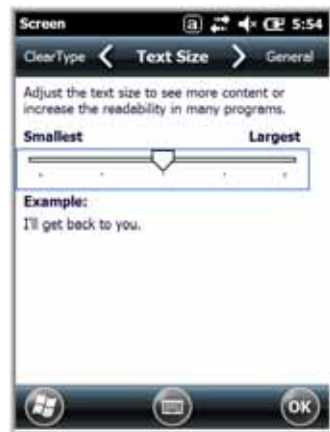 Screen a 5:54
ClearType Text Size General
Adjust the text size to see more content or
increase the readability in many programs.
Smallest Largest
Example:
I'll get back to you.
OK